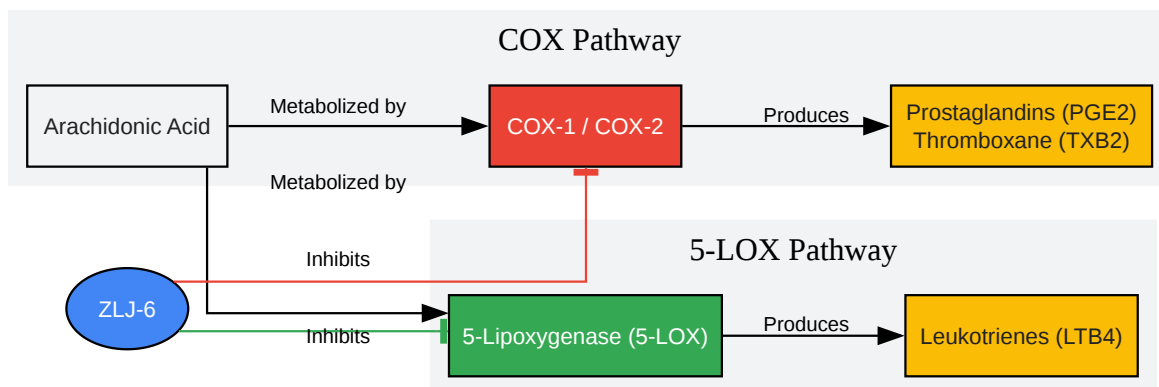 COX Pathway
Arachidonic Acid
Metabolized by
COX-1 / COX-2
Produces
Prostaglandins (PGE2)
Thromboxane (TXB2)
Metabolized by
5-LOX Pathway
Inhibits
ZLJ-6
Inhibits
5-Lipoxygenase (5-LOX)
Produces
Leukotrienes (LTB4)